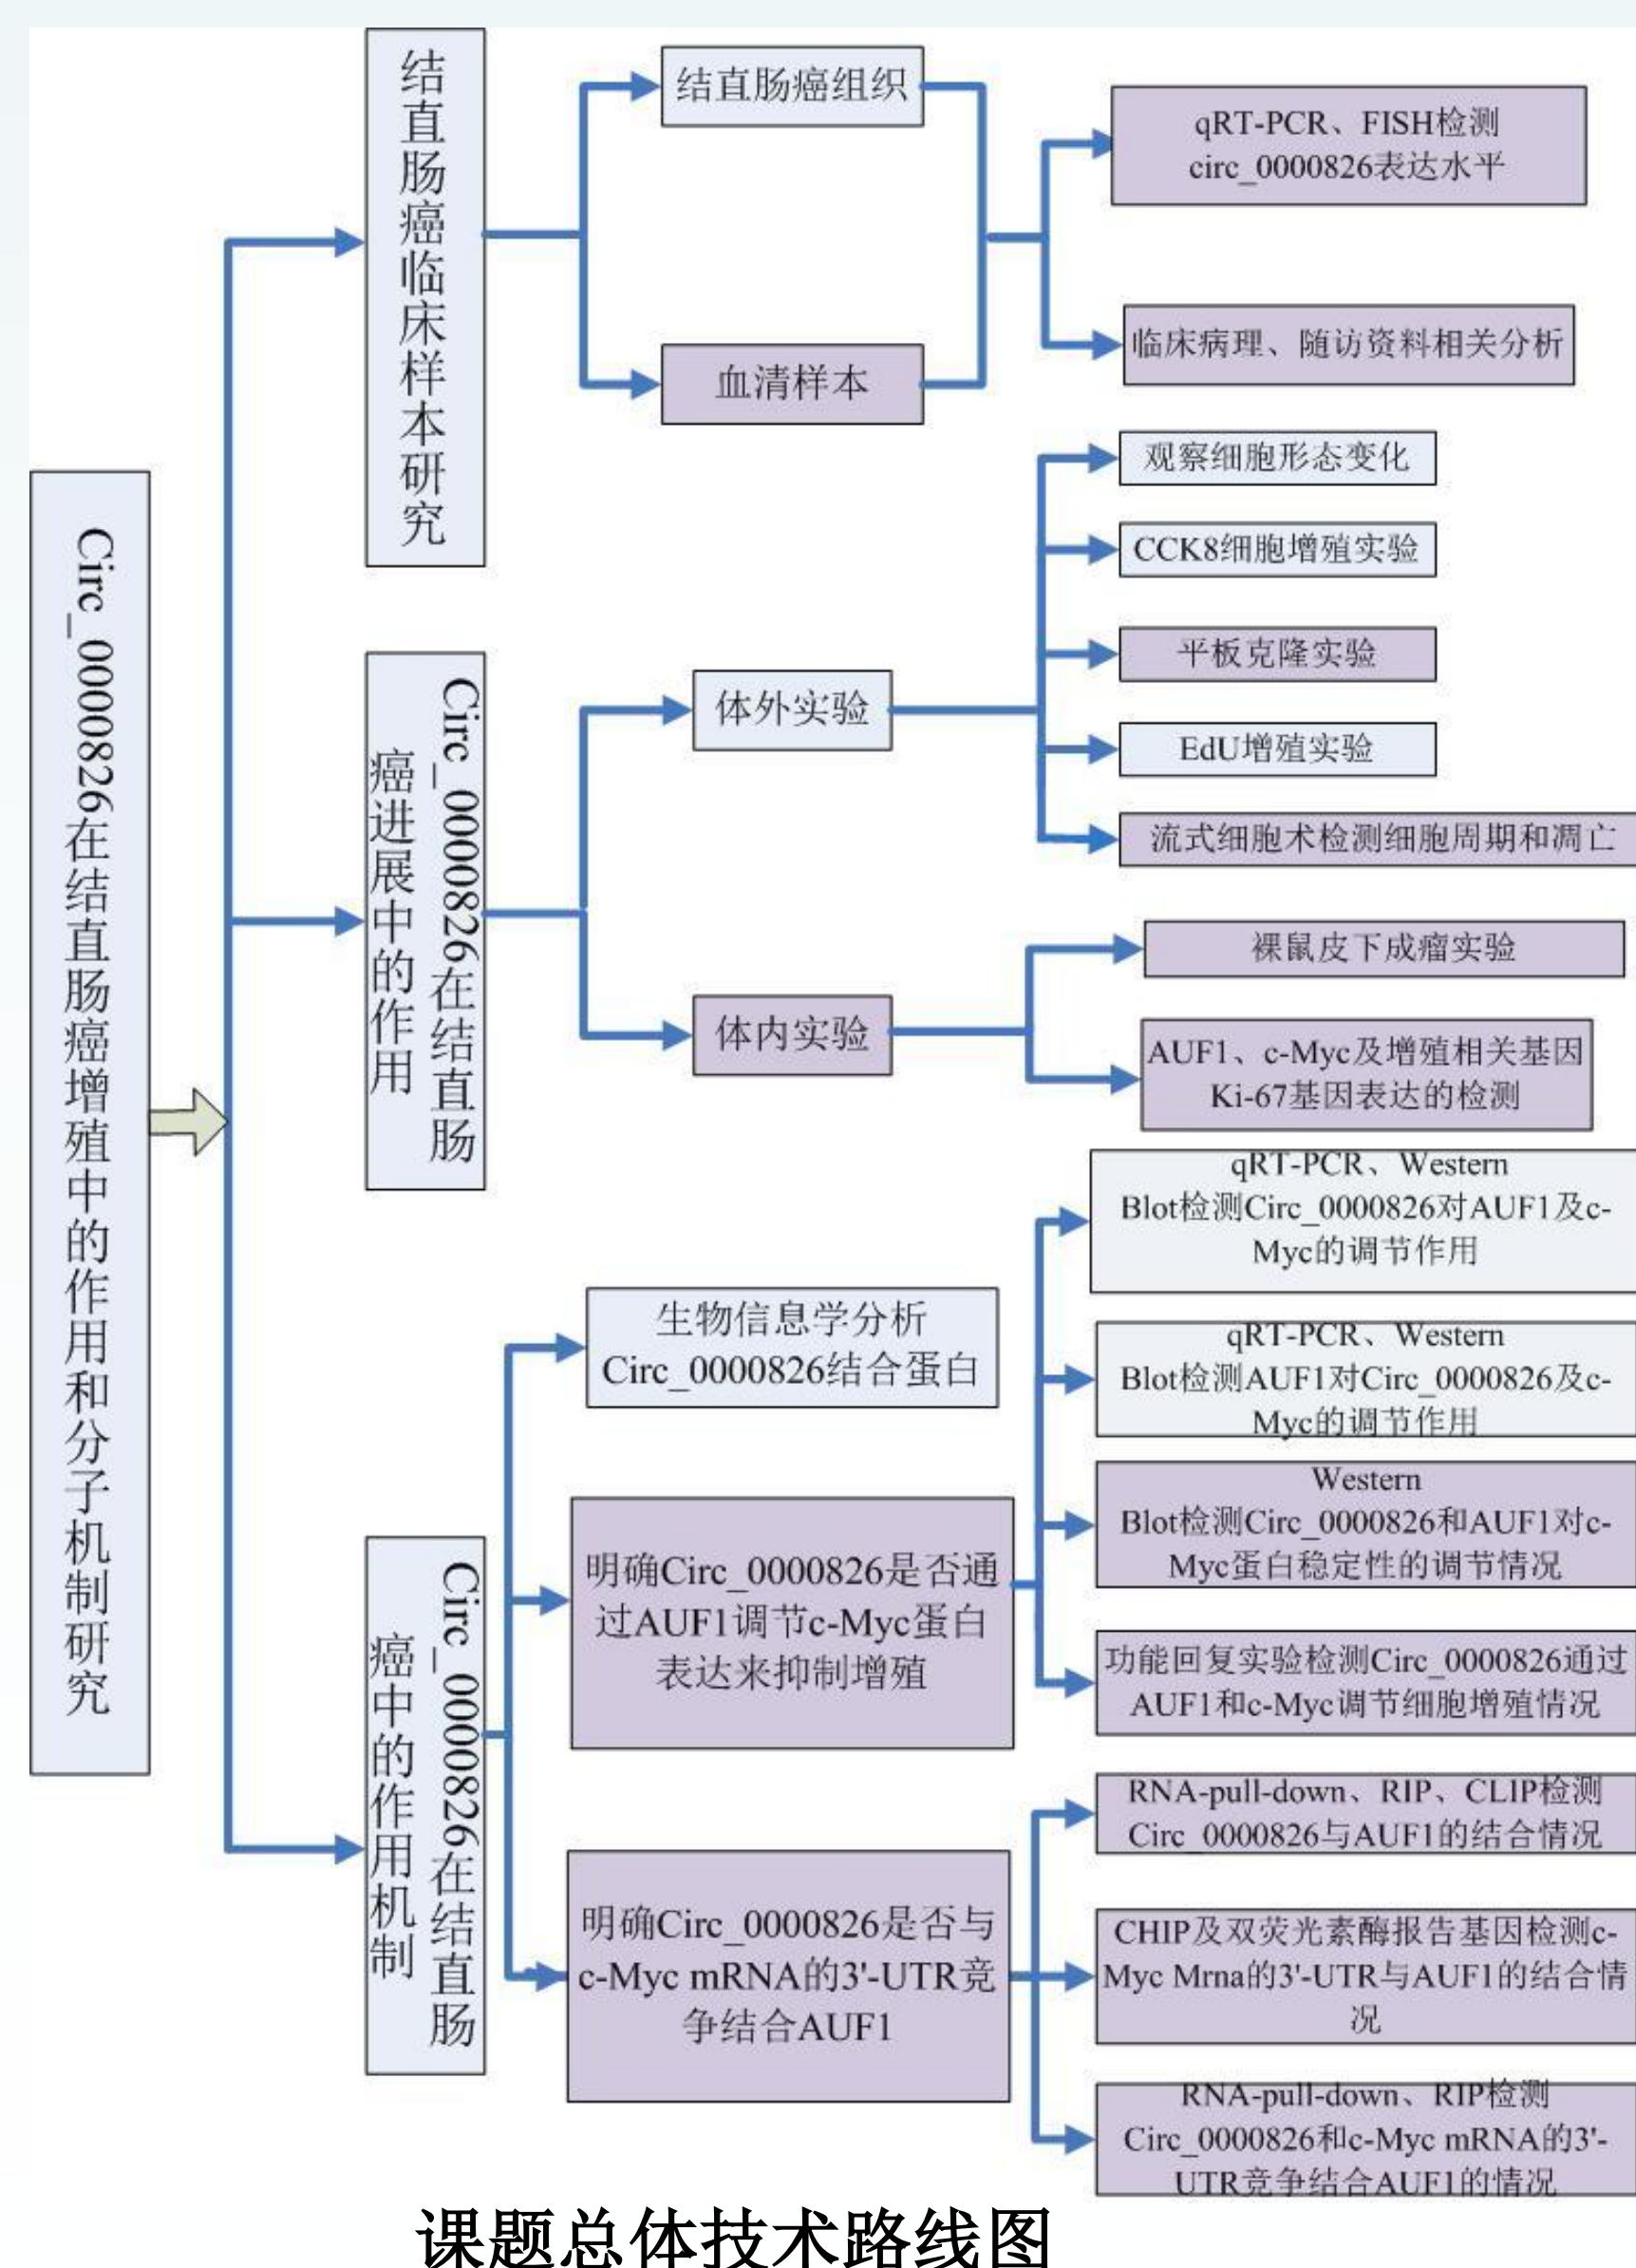 Circ_0000826在结直肠癌增殖中的作用和分子机制研究
结直肠癌临床样本研究
结直肠癌组织
血清样本
qRT-PCR、FISH检测
circ_0000826表达水平
临床病理、随访资料相关分析
Circ_0000826在结直肠
癌进展中的作用
体外实验
观察细胞形态变化
CCK8细胞增殖实验
平板克隆实验
EdU增殖实验
流式细胞术检测细胞周期和凋亡
体内实验
裸鼠皮下成瘤实验
AUF1、c-Myc及增殖相关基因
Ki-67基因表达的检测
Circ_0000826在结直肠
癌中的作用机制
生物信息学分析
Circ_0000826结合蛋白
明确Circ_0000826是否通
过AUF1调节c-Myc蛋白
表达来抑制增殖
qRT-PCR、Western
Blot检测Circ_0000826对AUF1及c-
Myc的调节作用
qRT-PCR、Western
Blot检测AUF1对Circ_0000826及c-
Myc的调节作用
Western
Blot检测Circ_0000826和AUF1对c-
Myc蛋白稳定性的调节情况
功能回复实验检测Circ_0000826通过
AUF1和c-Myc调节细胞增殖情况
明确Circ_0000826是否与
c-Myc mRNA的3'-UTR竞
争结合AUF1
RNA-pull-down、RIP、CLIP检测
Circ_0000826与AUF1的结合情况
CHIP及双荧光素酶报告基因检测c-
Myc Mrna的3'-UTR与AUF1的结合情
况
RNA-pull-down、RIP检测
Circ_0000826和c-Myc mRNA的3'-
UTR竞争结合AUF1的情况
课题总体技术路线图